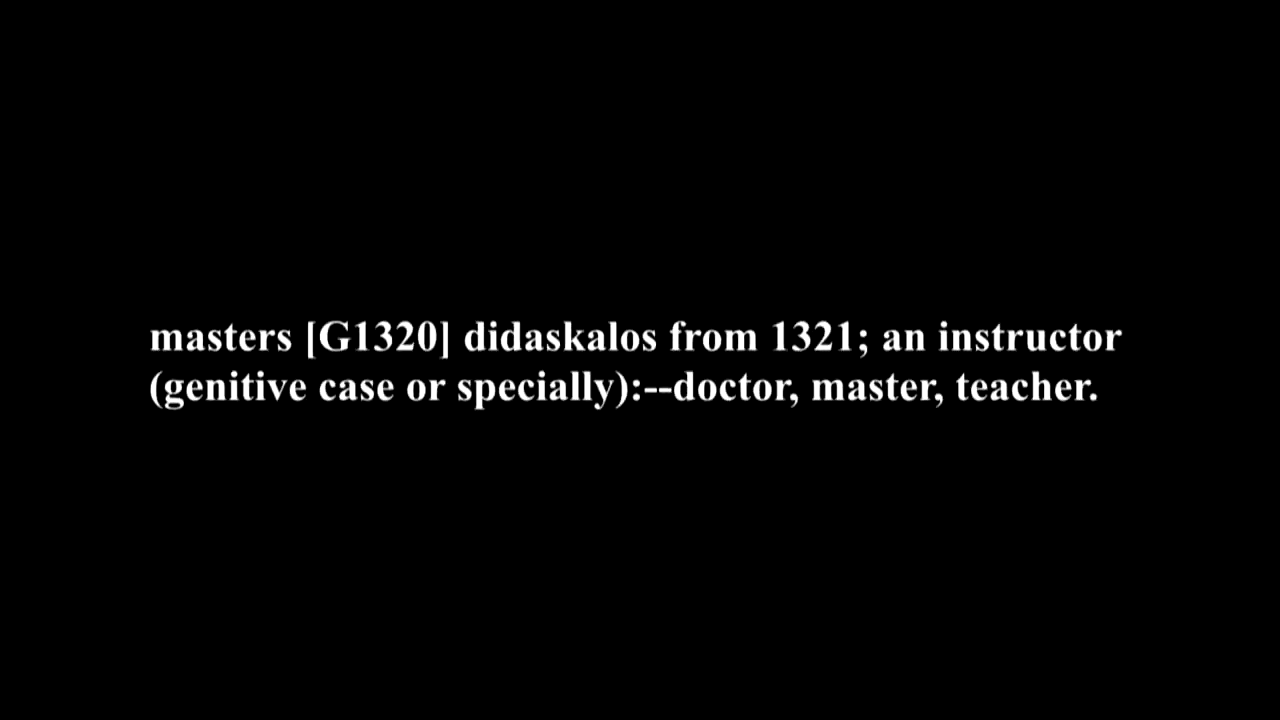 masters [G1320] didaskalos from 1321; an instructor
(genitive case or specially):--doctor, master, teacher.